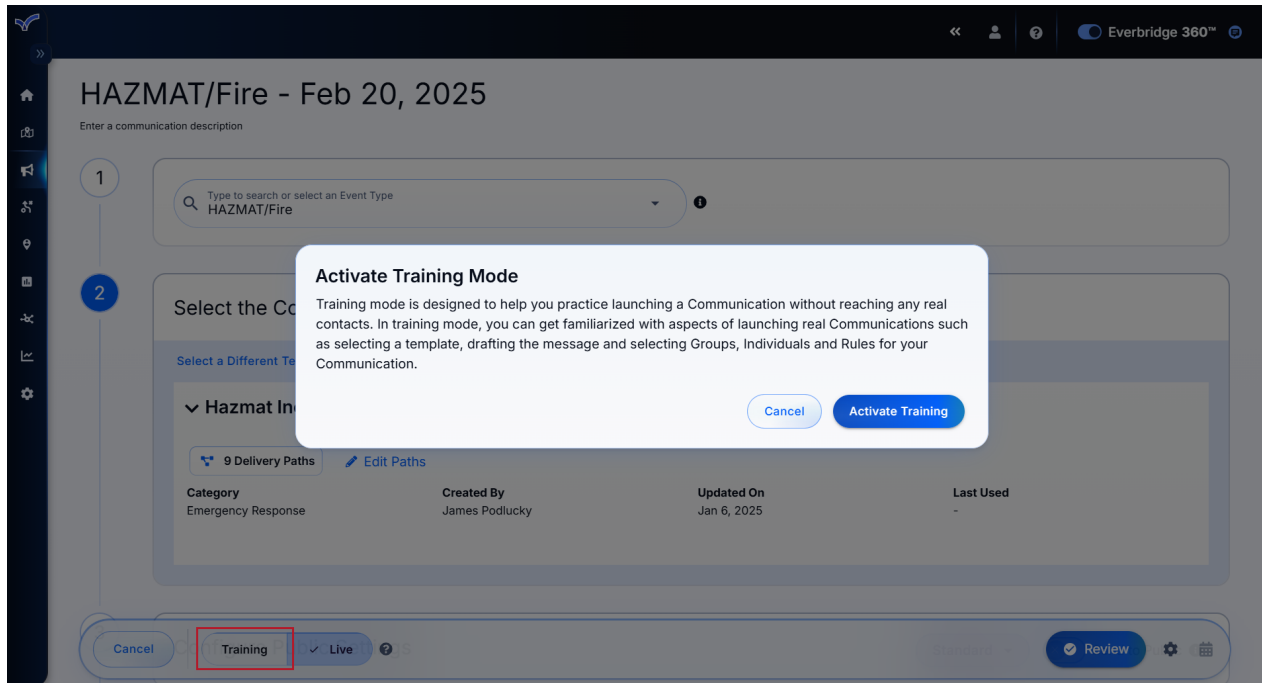 Everbridge 360™
HAZMAT/Fire - Feb 20, 2025
Enter a communication description
1
Type to search or select an Event Type
HAZMAT/Fire
2
Select the Co
Select a Different Te
Hazmat In
Activate Training Mode
Training mode is designed to help you practice launching a Communication without reaching any real
contacts. In training mode, you can get familiarized with aspects of launching real Communications such
as selecting a template, drafting the message and selecting Groups, Individuals and Rules for your
Communication.
Cancel
Activate Training
9 Delivery Paths
Edit Paths
Category
Created By
Updated On
Last Used
Emergency Response
James Podlucky
Jan 6, 2025
-
Cancel
Training
Live
Standard
Review